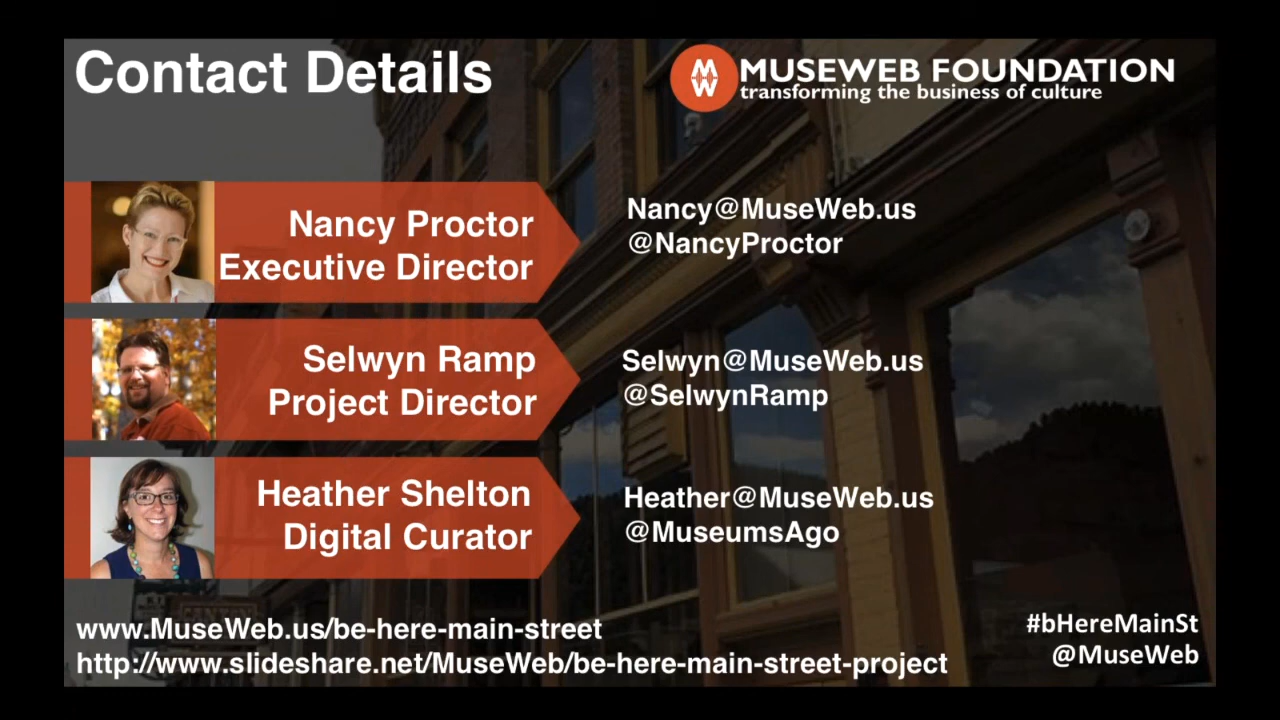 Contact Details
MUSEWEB FOUNDATION
transforming the business of culture
Nancy Proctor
Executive Director
Nancy@MuseWeb.us
@NancyProctor
Selwyn Ramp
Project Director
Selwyn@MuseWeb.us
@SelwynRamp
Heather Shelton
Digital Curator
Heather@MuseWeb.us
@MuseumsAgo
www.MuseWeb.us/be-here-main-street
http://www.slideshare.net/MuseWeb/be-here-main-street-project
#bHereMainSt
@MuseWeb